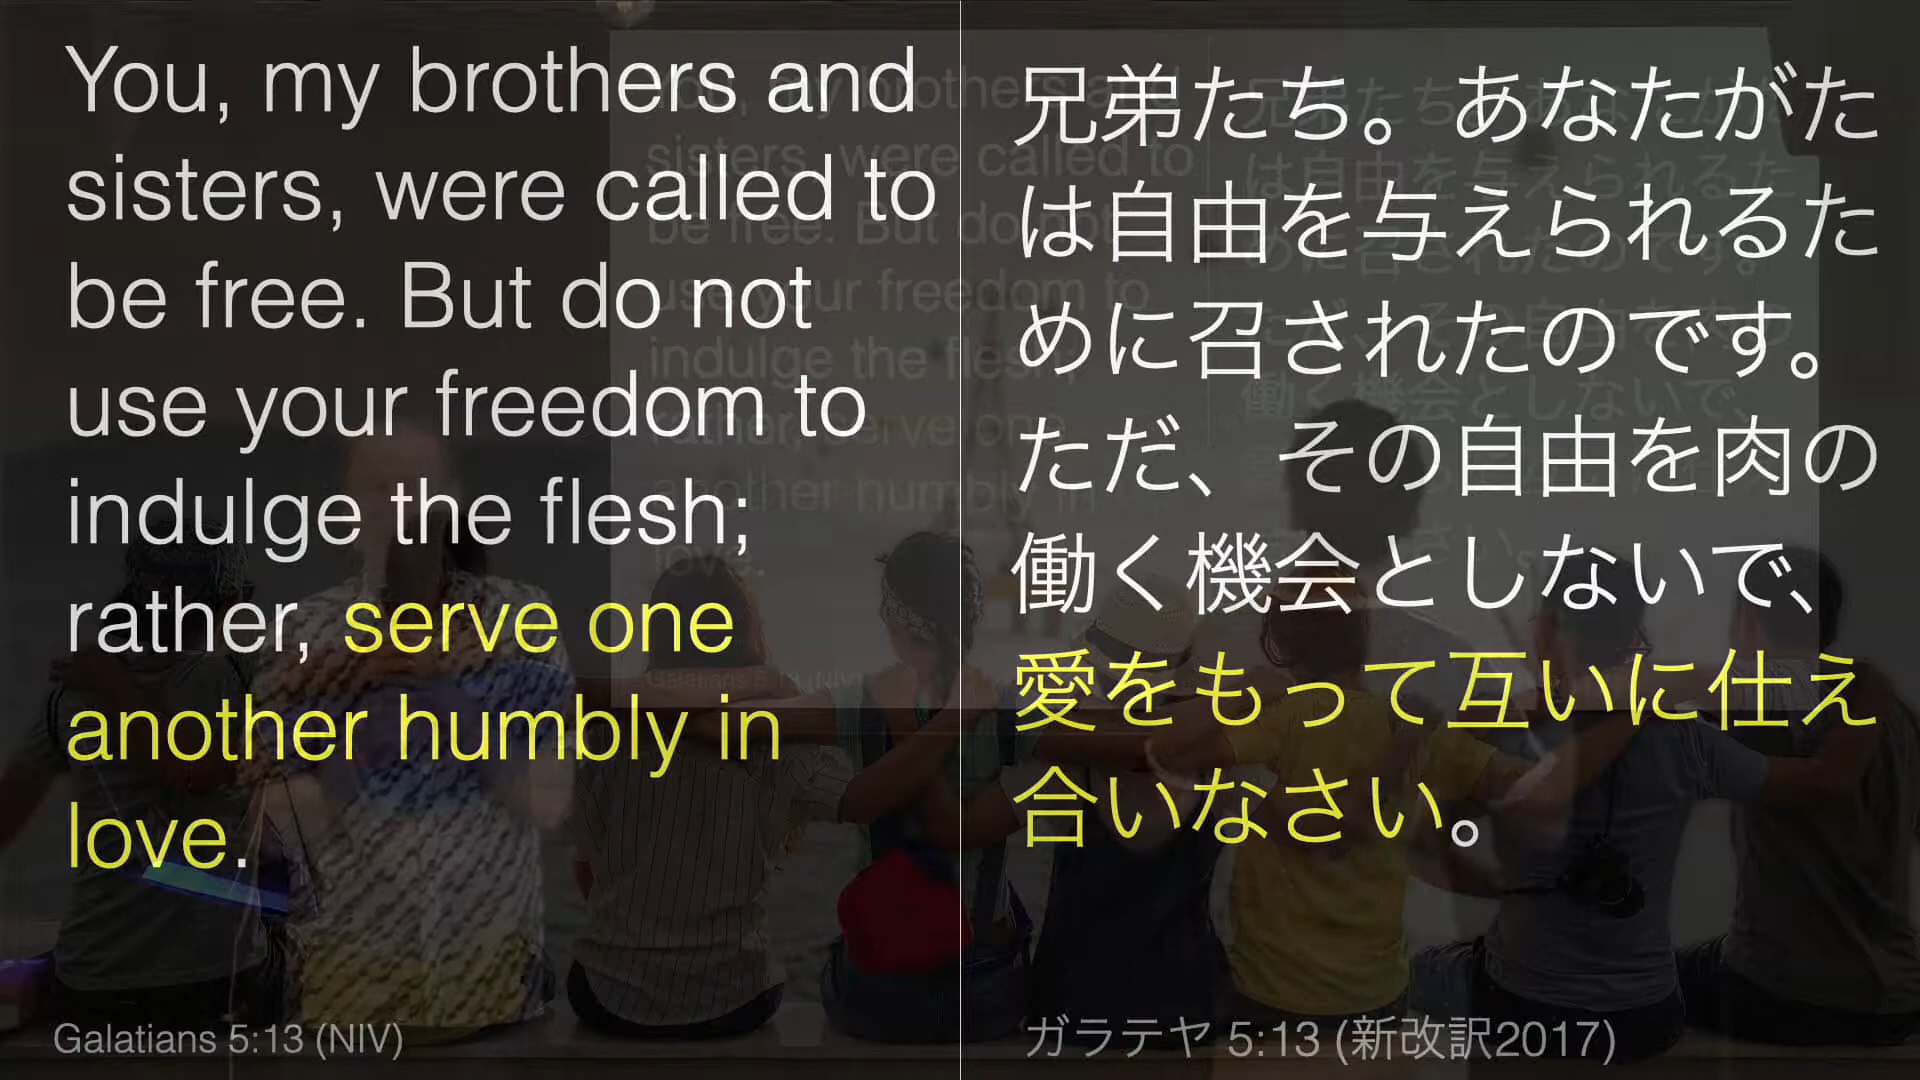 You, my brothers and
sisters, were called to
be free. But do not
use your freedom to
indulge the flesh;
rather, serve one
another humbly in
love.
Galatians 5:13 (NIV)
兄弟たち。あなたがた
は自由を与えられるた
めに召されたのです。
ただ、その自由を肉の
働く機会としないで、
愛をもって互いに仕え
合いなさい。
ガラテヤ 5:13 (新改訳2017)